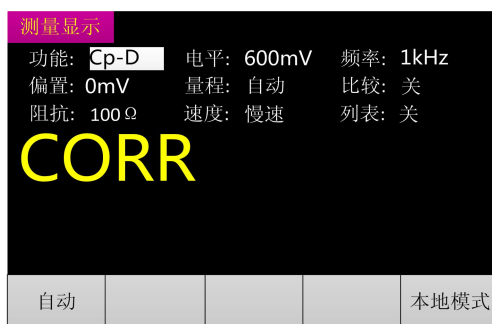 测量显示
功能: Cp-D 电平: 600mV 频率: 1kHz
偏置: 0mV 量程: 自动 比较: 关
阻抗: 100Ω 速度: 慢速 列表: 关
CORR
自动 本地模式